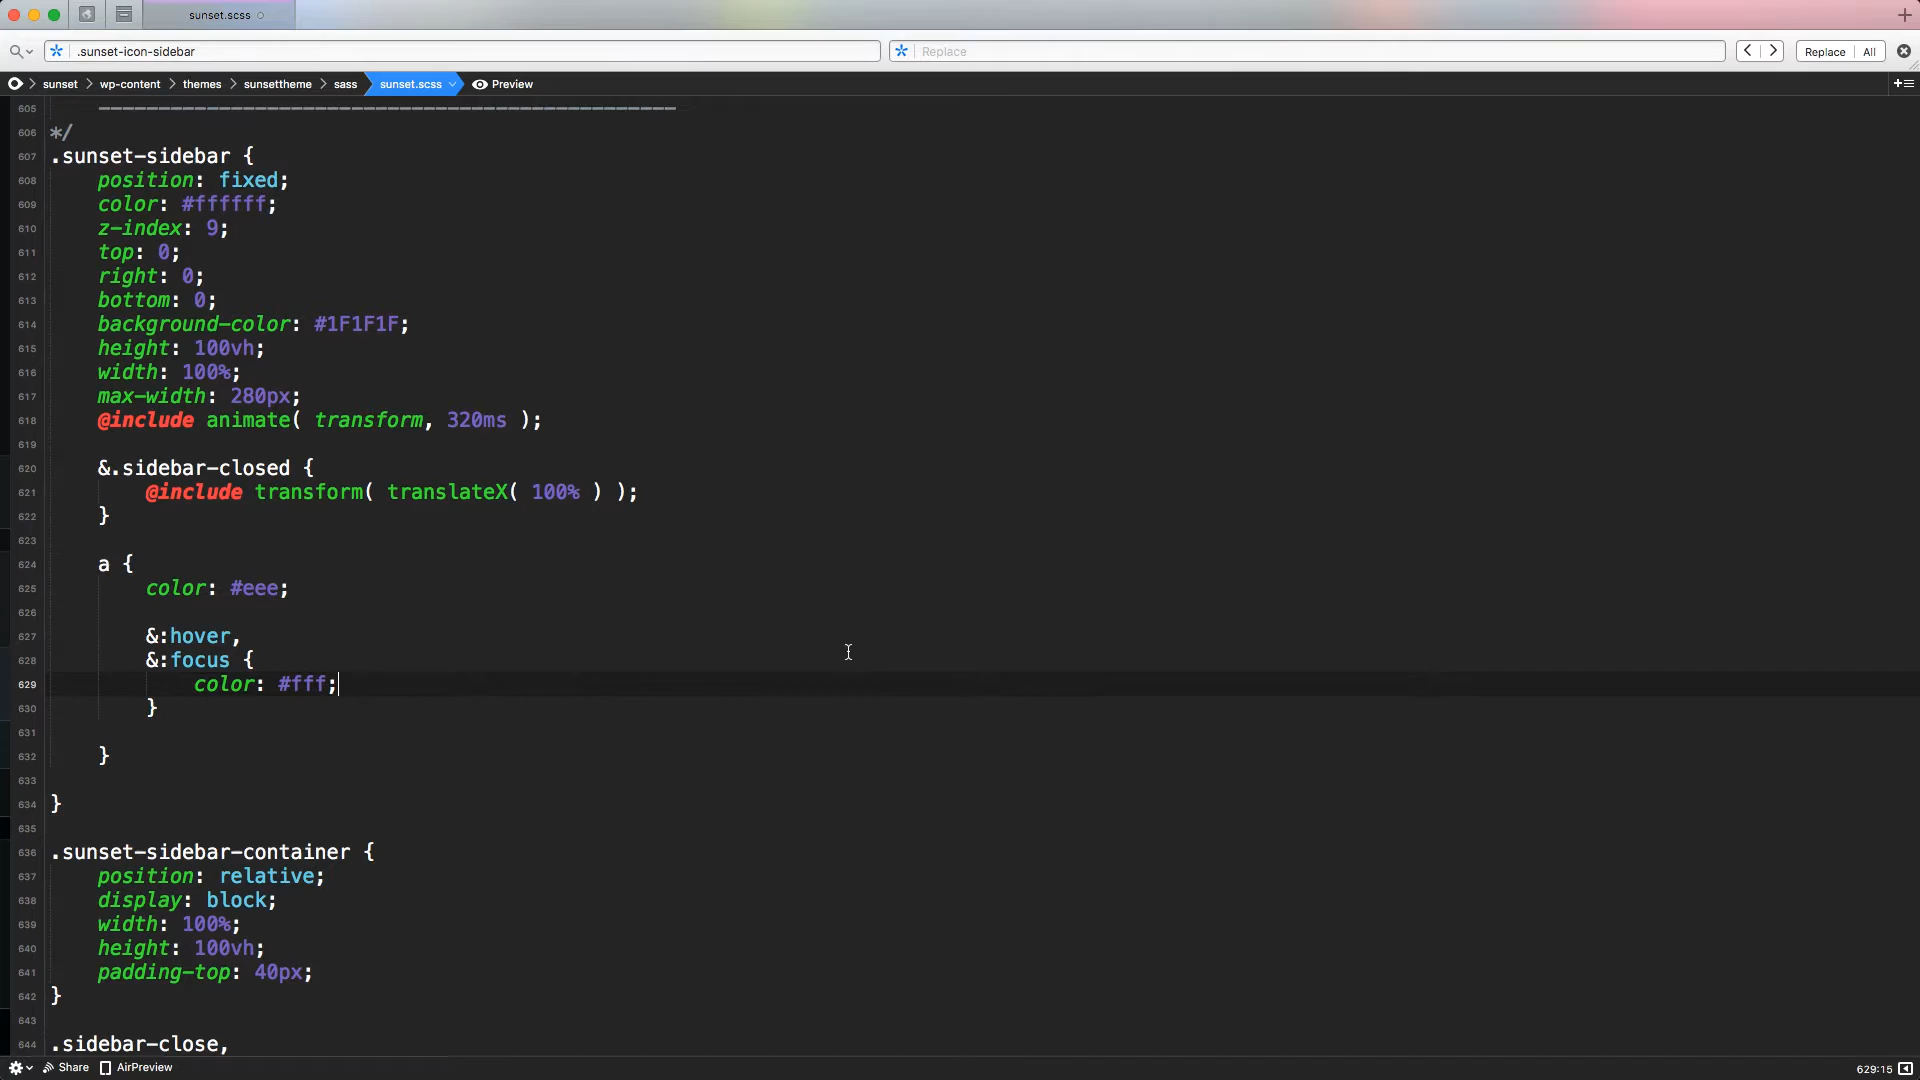 sunset.scss
.sunset-icon-sidebar
Replace
Replace
All
sunset
wp-content
themes
sunsettheme
sass
sunset.scss
Preview
605
606 */
607 .sunset-sidebar {
608 position: fixed;
609 color: #ffffff;
610 z-index: 9;
611 top: 0;
612 right: 0;
613 bottom: 0;
614 background-color: #1F1F1F;
615 height: 100vh;
616 width: 100%;
617 max-width: 280px;
618 @include animate( transform, 320ms );
619
620 &.sidebar-closed {
621 @include transform( translateX( 100% ) );
622 }
623
624 a {
625 color: #eee;
626
627 &:hover,
628 &:focus {
629 color: #fff;
630 }
631
632 }
633
634 }
635
636 .sunset-sidebar-container {
637 position: relative;
638 display: block;
639 width: 100%;
640 height: 100vh;
641 padding-top: 40px;
642 }
643
644 .sidebar-close,
Share
AirPreview
629:15